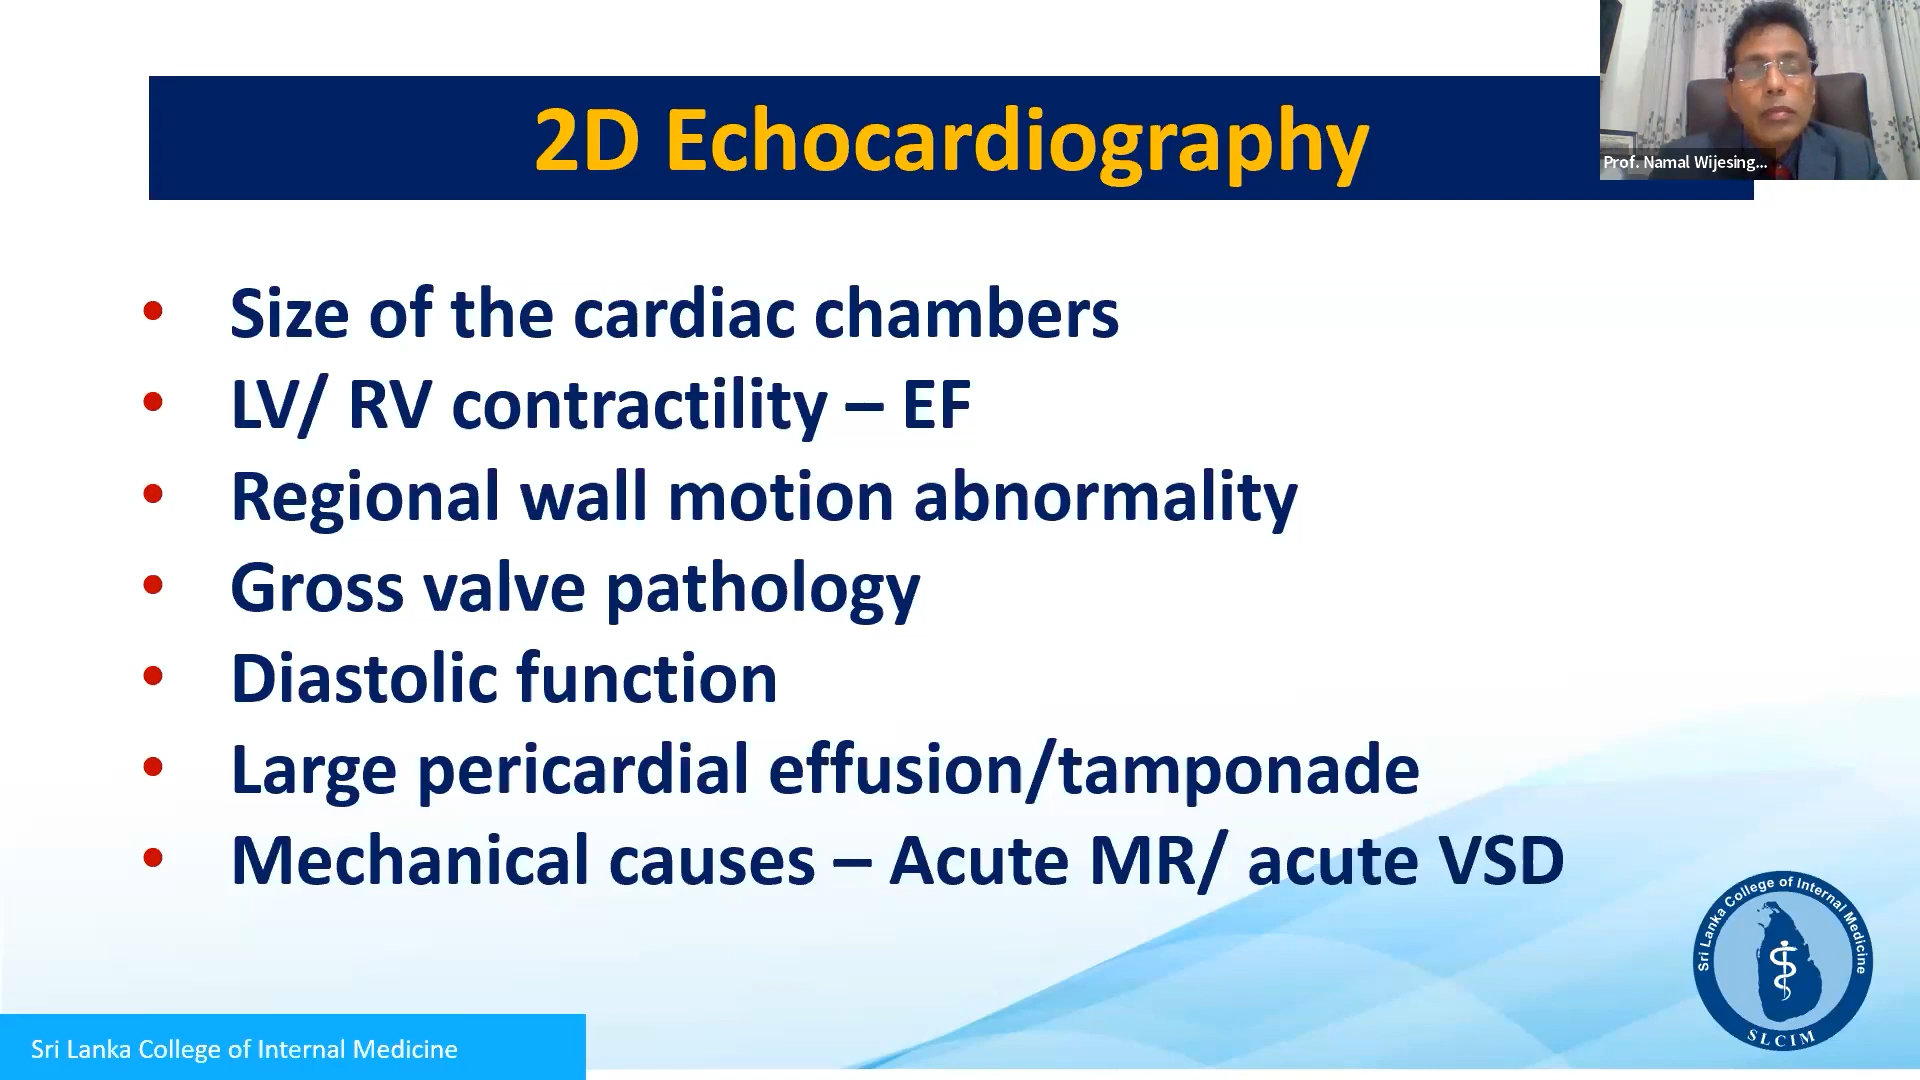 2D Echocardiography
Prof. Namal Wijesing...
• Size of the cardiac chambers
• LV/ RV contractility – EF
• Regional wall motion abnormality
• Gross valve pathology
• Diastolic function
• Large pericardial effusion/tamponade
• Mechanical causes – Acute MR/ acute VSD
Sri Lanka College of Internal Medicine
SLCIM
Sri Lanka College of Internal Medicine